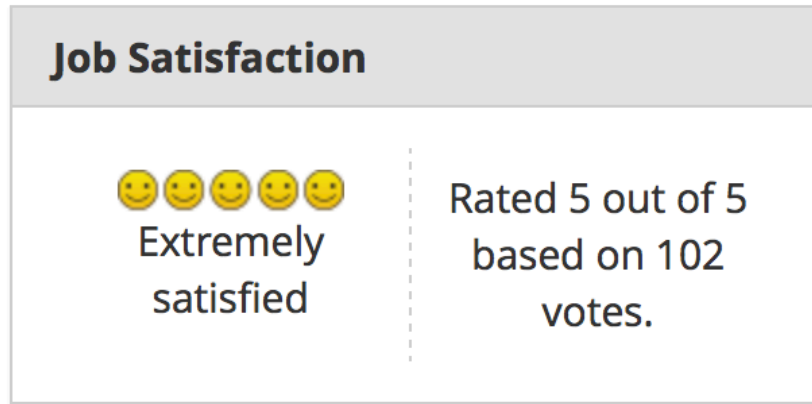 Job Satisfaction
Extremely
satisfied
Rated 5 out of 5
based on 102
votes.